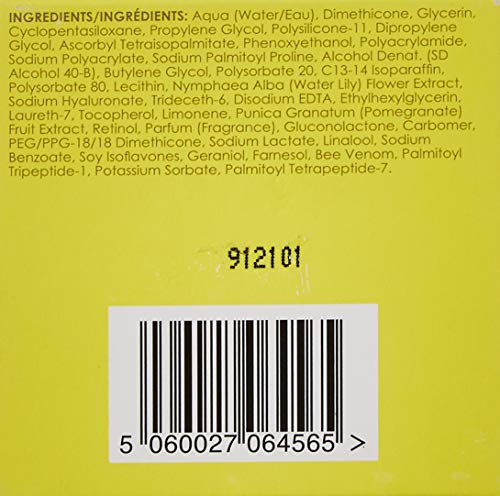 INGREDIENTS/INGRÉDIENTS: Aqua (Water/Eau), Dimethicone, Glycerin,
Cyclopentasiloxane, Propylene Glycol, Polysilicone-11, Dipropylene
Glycol, Ascorbyl Tetraisopalmitate, Phenoxyethanol, Polyacrylamide,
Sodium Polyacrylate, Sodium Palmitoyl Proline, Alcohol Denat. (SD
Alcohol 40-B), Butylene Glycol, Polysorbate 20, C13-14 Isoparaffin,
Polysorbate 80, Lecithin, Nymphaea Alba (Water Lily) Flower Extract,
Sodium Hyaluronate, Trideceth-6, Disodium EDTA, Ethylhexylglycerin,
Laureth-7, Tocopherol, Limonene, Punica Granatum (Pomegranate)
Fruit Extract, Retinol, Parfum (Fragrance), Gluconolactone, Carbomer,
PEG/PPG-18/18 Dimethicone, Sodium Lactate, Linalool, Sodium
Benzoate, Soy Isoflavones, Geraniol, Farnesol, Bee Venom, Palmitoyl
Tripeptide-1, Potassium Sorbate, Palmitoyl Tetrapeptide-7.
912101
5 060027 064565 >